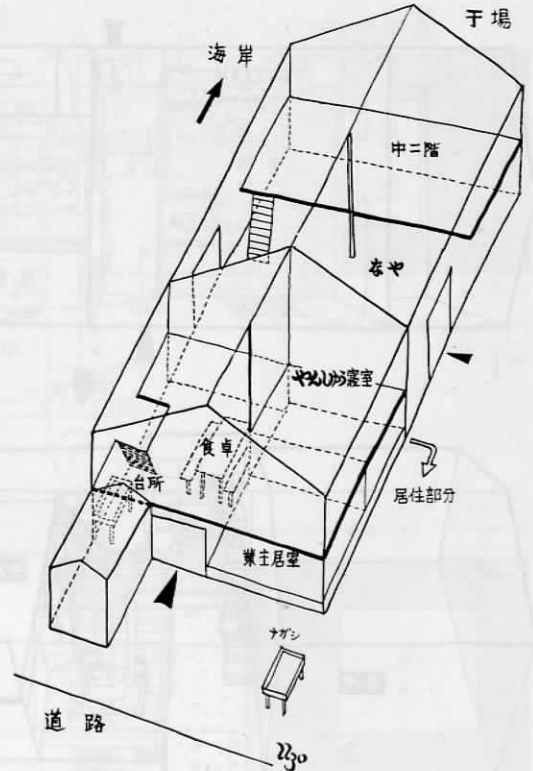 干場
海岸
中二階
なや
やんしゅう寝室
食卓
台所
居住部分
業主居室
ナガシ
道路